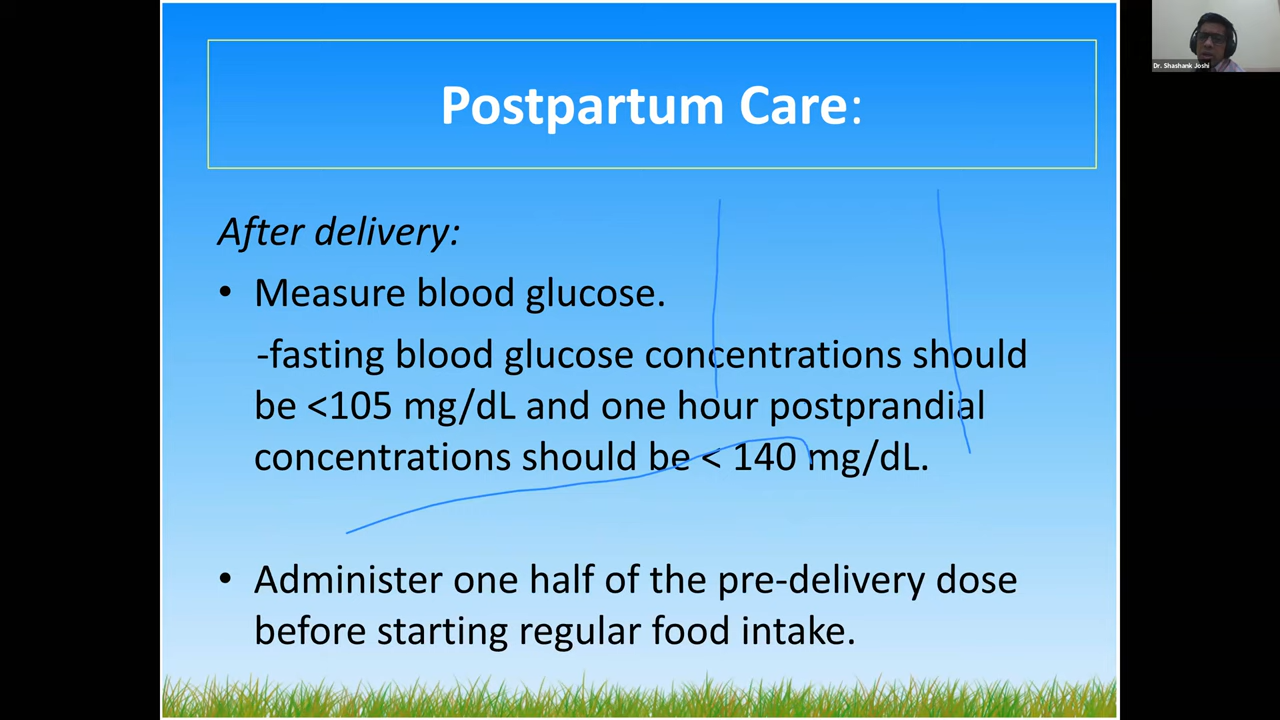 Postpartum Care:
Dr. Shashank Joshi
After delivery:
• Measure blood glucose.
-fasting blood glucose concentrations should
be <105 mg/dL and one hour postprandial
concentrations should be < 140 mg/dL.
• Administer one half of the pre-delivery dose
before starting regular food intake.